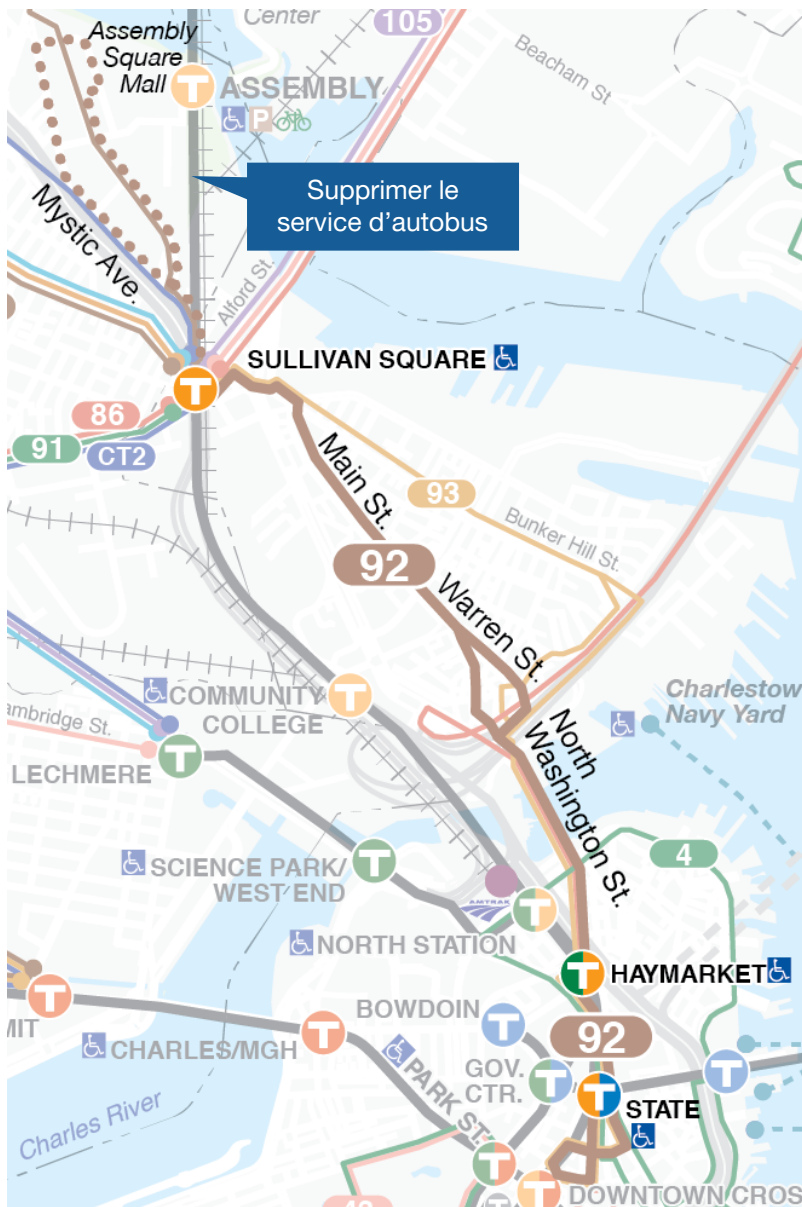 Center
105
Assembly
Square
Mall
T ASSEMBLY
P
Beacham St.
Supprimer le
service d’autobus
Mystic Ave.
Alford St.
SULLIVAN SQUARE
T
86
91
CT2
Main St.
93
Bunker Hill St.
92
Warren St.
COMMUNITY
COLLEGE
T
Charlestow
Navy Yard
ambridge St.
LECHMERE
T
North
Washington St.
SCIENCE PARK/
WEST END
T
4
AMTRAK
T
NORTH STATION
T
HAYMARKET
T
MIT
BOWDOIN
T
T
CHARLES/MGH
92
PARK ST.
GOV.
CTR.
T
T
T
STATE
Charles River
T
T
DOWNTOWN CROS
T